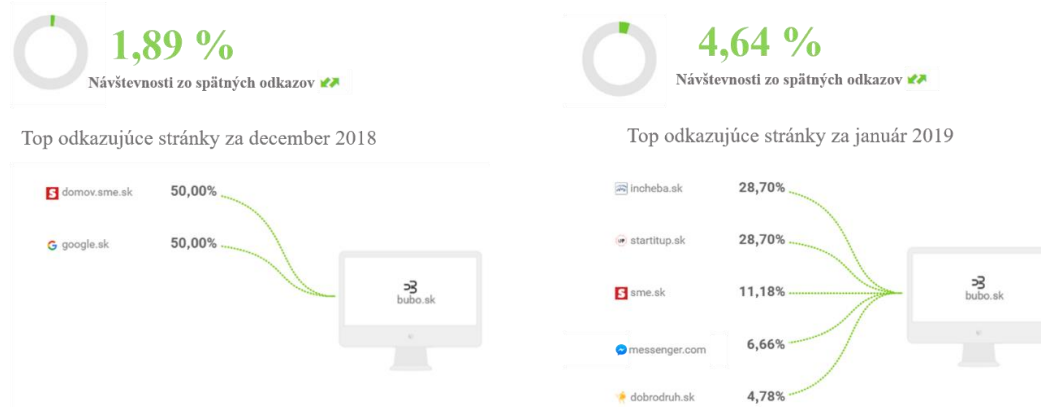 1,89 %
Návštevnosti zo spätných odkazov
Top odkazujúce stránky za december 2018
domov.sme.sk 50,00%
google.sk 50,00%
bubo.sk
4,64 %
Návštevnosti zo spätných odkazov
Top odkazujúce stránky za január 2019
incheba.sk 28,70%
startitup.sk 28,70%
sme.sk 11,18%
messenger.com 6,66%
dobrodruh.sk 4,78%
bubo.sk